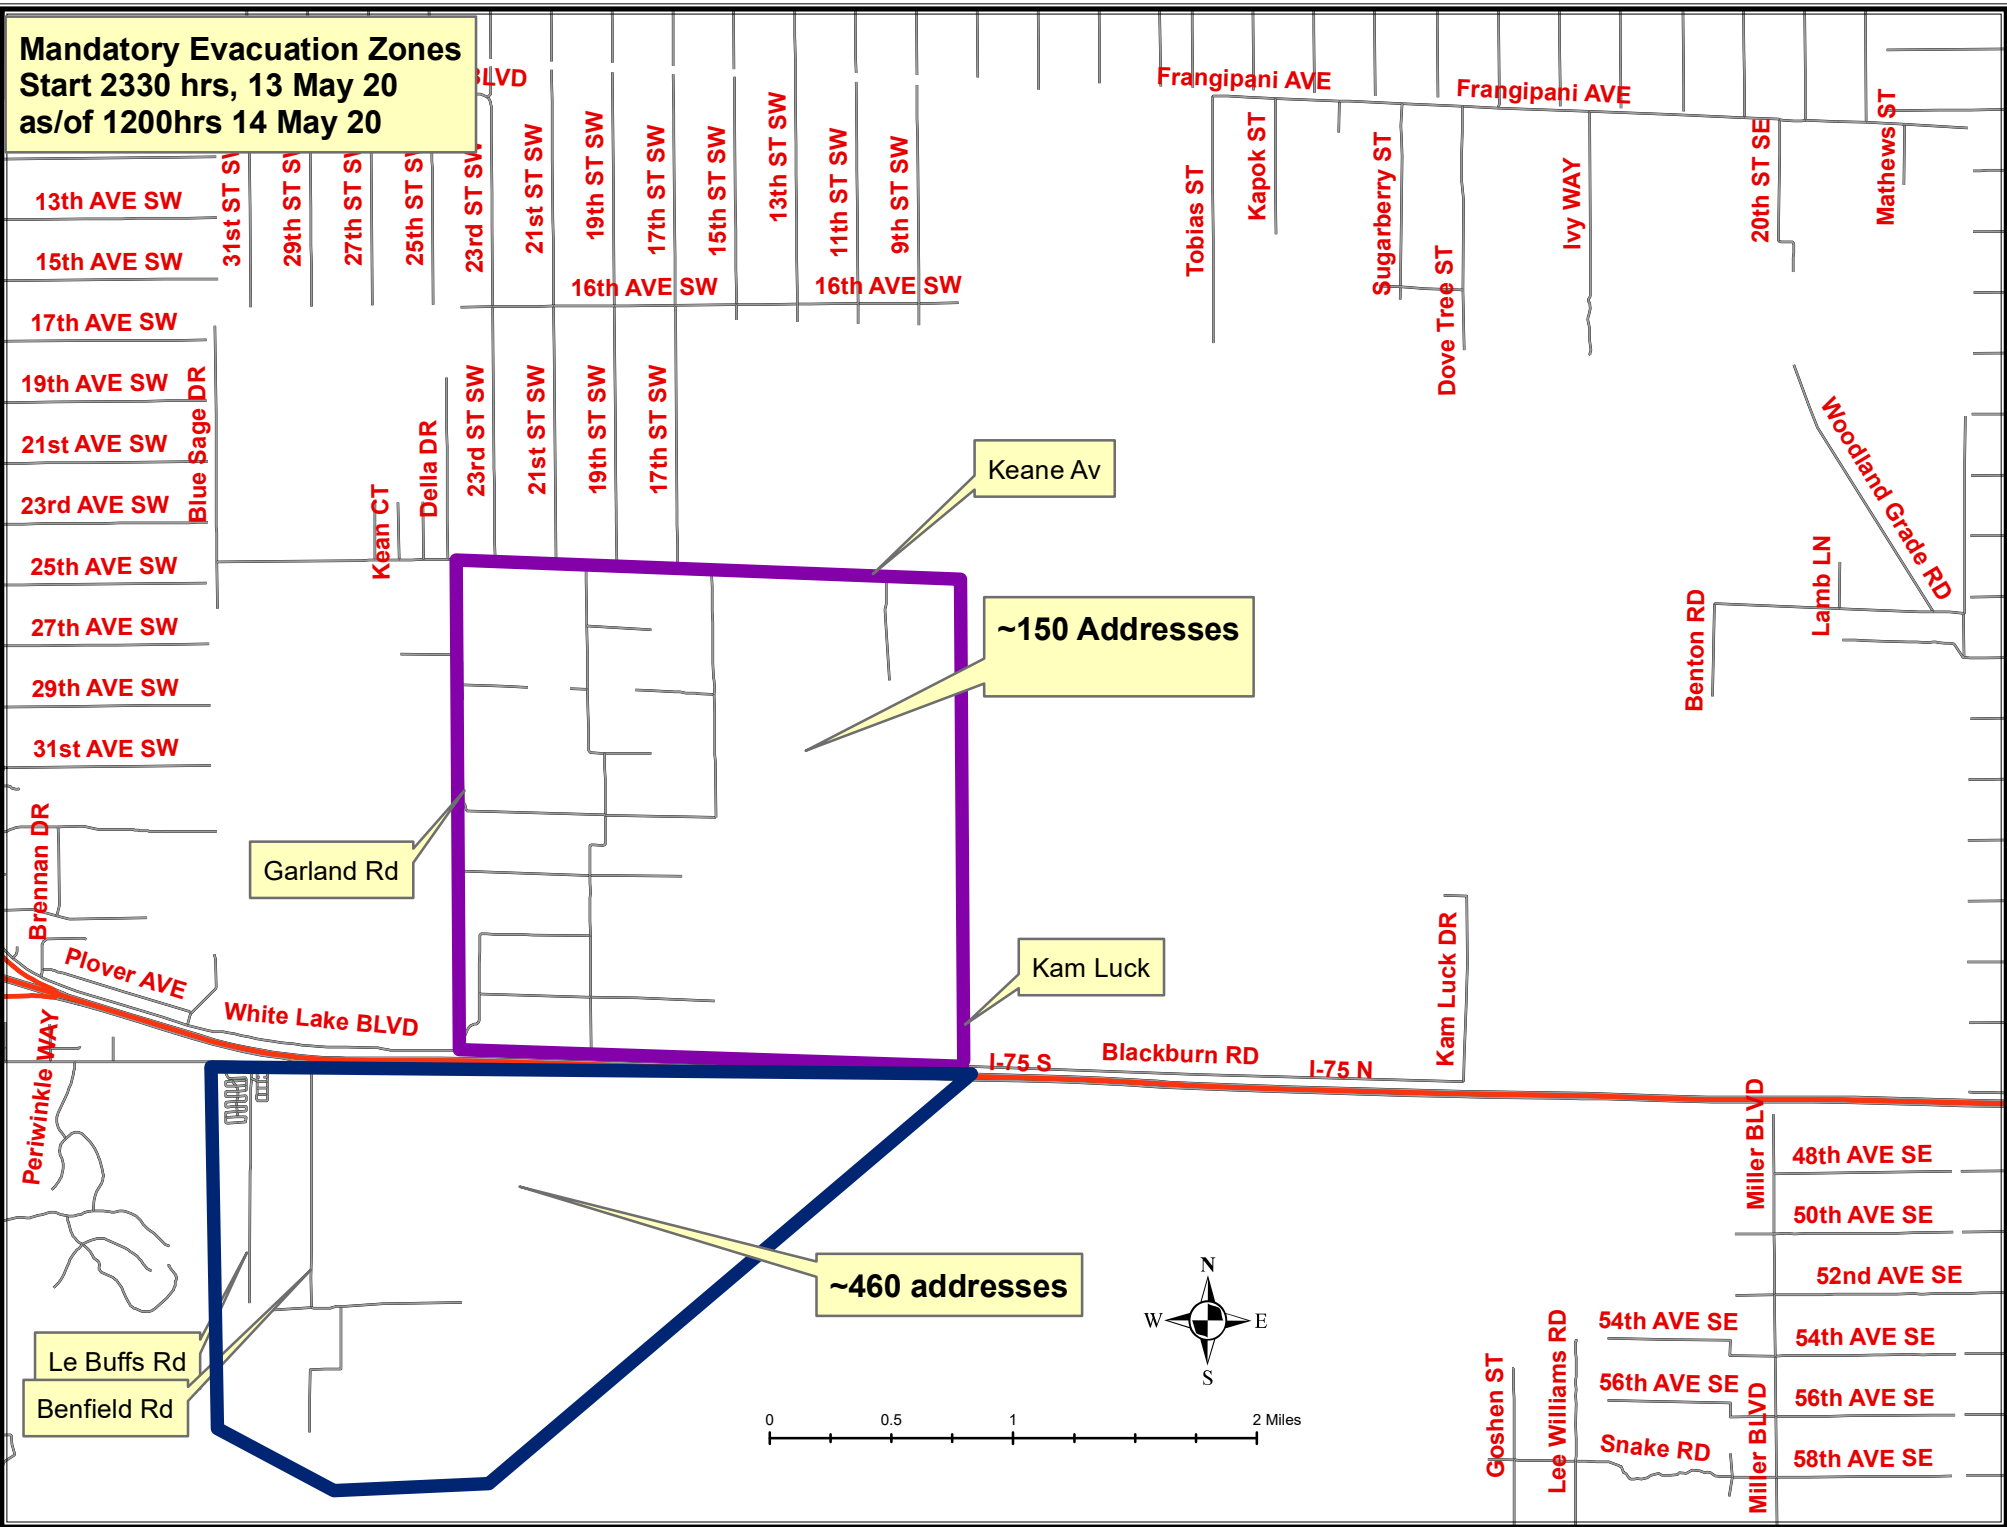 Mandatory Evacuation Zones
Start 2330 hrs, 13 May 20
as/of 1200hrs 14 May 20
BLVD
Frangipani AVE
Frangipani AVE
13th AVE SW
15th AVE SW
17th AVE SW
19th AVE SW
21st AVE SW
23rd AVE SW
25th AVE SW
27th AVE SW
29th AVE SW
31st AVE SW
31st ST SW
29th ST SW
27th ST SW
25th ST SW
23rd ST SW
21st ST SW
19th ST SW
17th ST SW
15th ST SW
13th ST SW
11th ST SW
9th ST SW
16th AVE SW
16th AVE SW
Tobias ST
Kapok ST
Sugarberry ST
Dove Tree ST
Ivy WAY
20th ST SE
Mathews ST
Blue Sage DR
Kean CT
Della DR
23rd ST SW
21st ST SW
19th ST SW
17th ST SW
Keane Av
~150 Addresses
Woodland Grade RD
Lamb LN
Benton RD
Garland Rd
Kam Luck
Kam Luck DR
Brennan DR
Plover AVE
White Lake BLVD
Periwinkle WAY
I-75 S
Blackburn RD
I-75 N
Miller BLVD
48th AVE SE
50th AVE SE
52nd AVE SE
54th AVE SE
54th AVE SE
56th AVE SE
56th AVE SE
58th AVE SE
Snake RD
Miller BLVD
Lee Williams RD
Goshen ST
~460 addresses
Le Buffs Rd
Benfield Rd
N
W
E
S
0 0.5 1 2 Miles